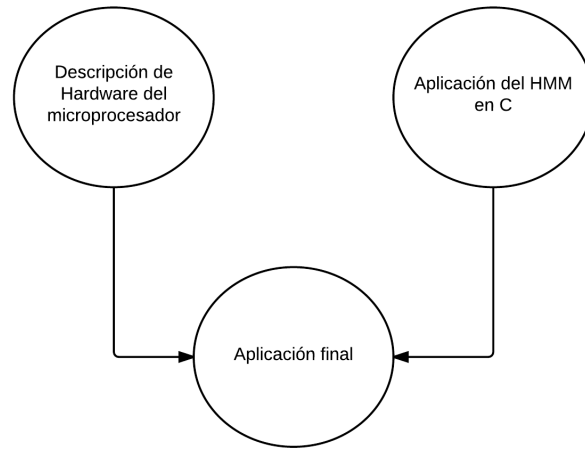 Descripción de
Hardware del
microprocesador
Aplicación del HMM
en C
Aplicación final